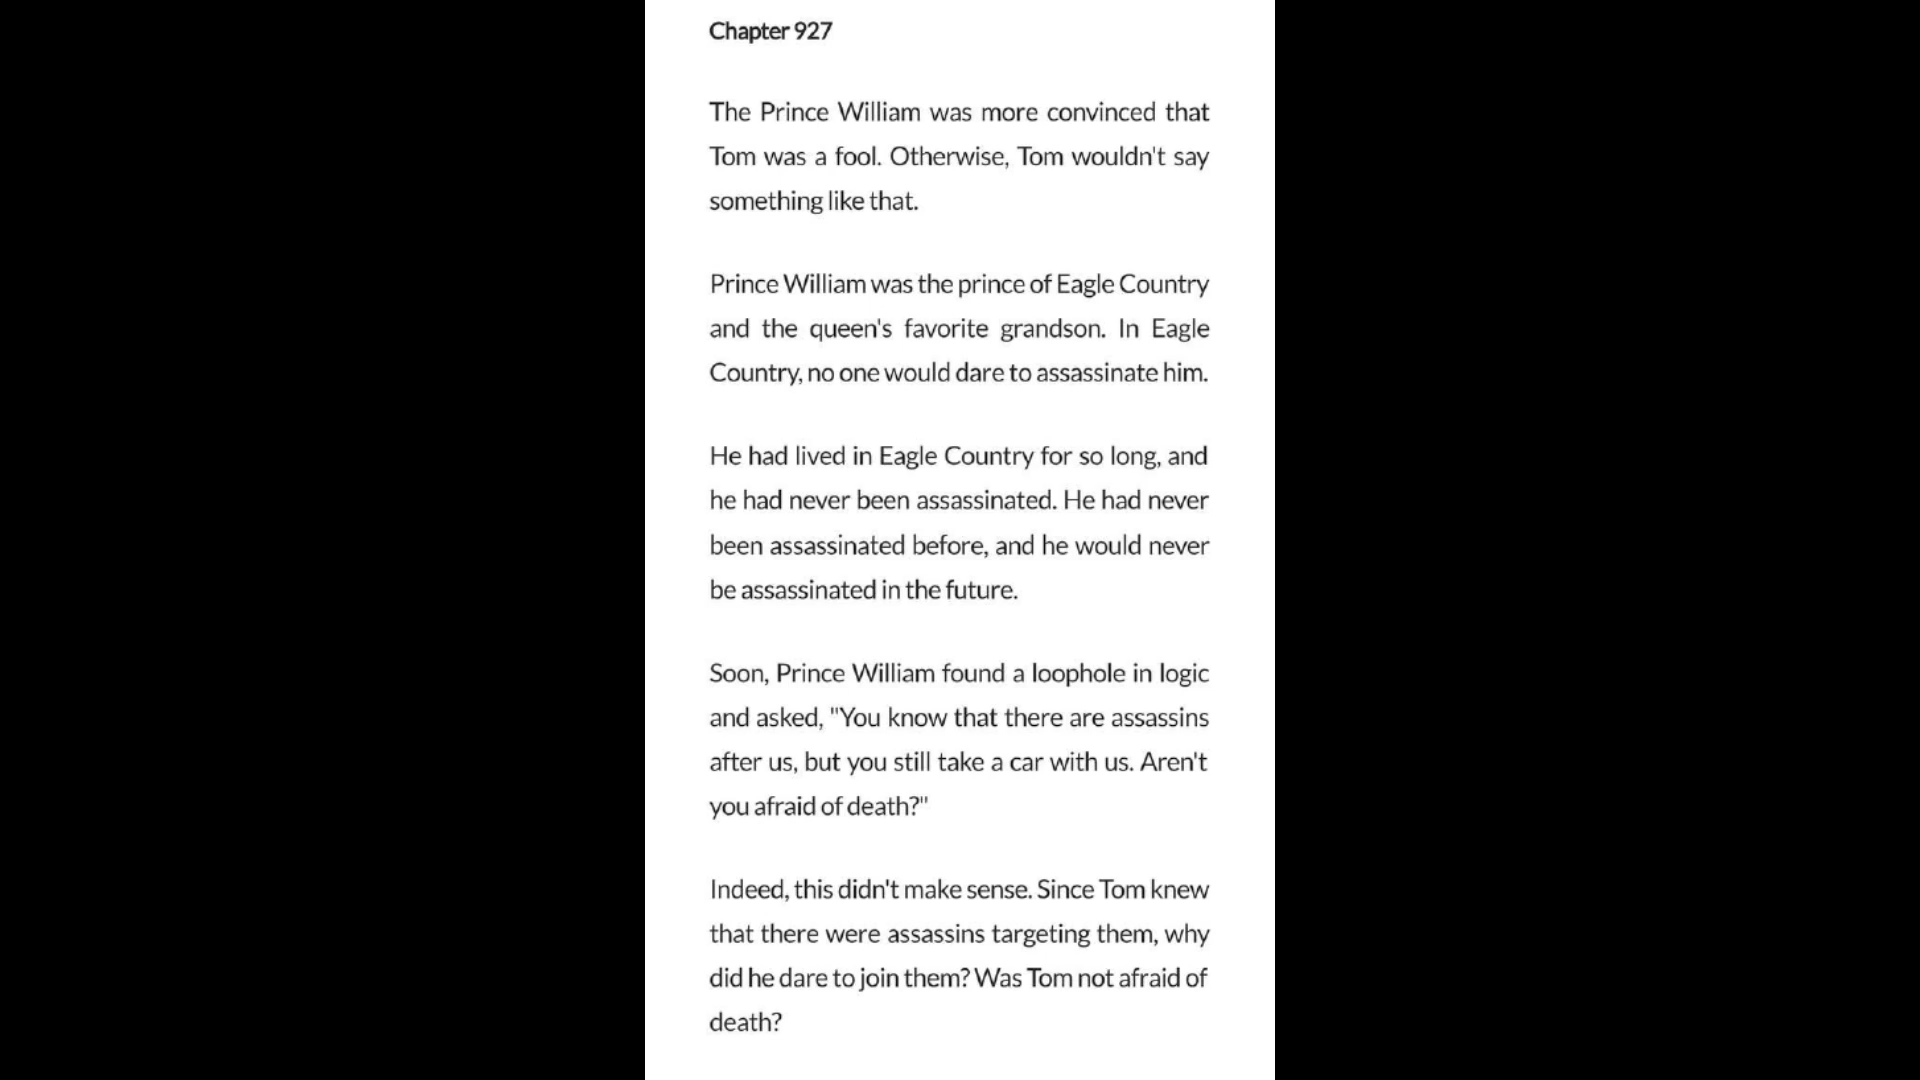 Chapter 927
The Prince William was more convinced that
Tom was a fool. Otherwise, Tom wouldn't say
something like that.
Prince William was the prince of Eagle Country
and the queen's favorite grandson. In Eagle
Country, no one would dare to assassinate him.
He had lived in Eagle Country for so long, and
he had never been assassinated. He had never
been assassinated before, and he would never
be assassinated in the future.
Soon, Prince William found a loophole in logic
and asked, "You know that there are assassins
after us, but you still take a car with us. Aren't
you afraid of death?"
Indeed, this didn't make sense. Since Tom knew
that there were assassins targeting them, why
did he dare to join them? Was Tom not afraid of
death?